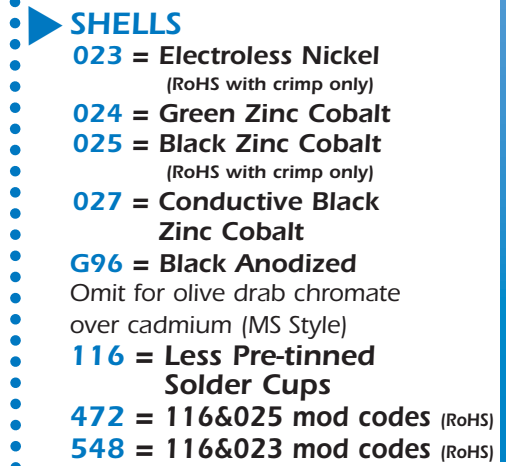 SHELLS
023 = Electroless Nickel
(RoHS with crimp only)
024 = Green Zinc Cobalt
025 = Black Zinc Cobalt
(RoHS with crimp only)
027 = Conductive Black
Zinc Cobalt
G96 = Black Anodized
Omit for olive drab chromate
over cadmium (MS Style)
116 = Less Pre-tinned
Solder Cups
472 = 116&025 mod codes (RoHS)
548 = 116&023 mod codes (RoHS)